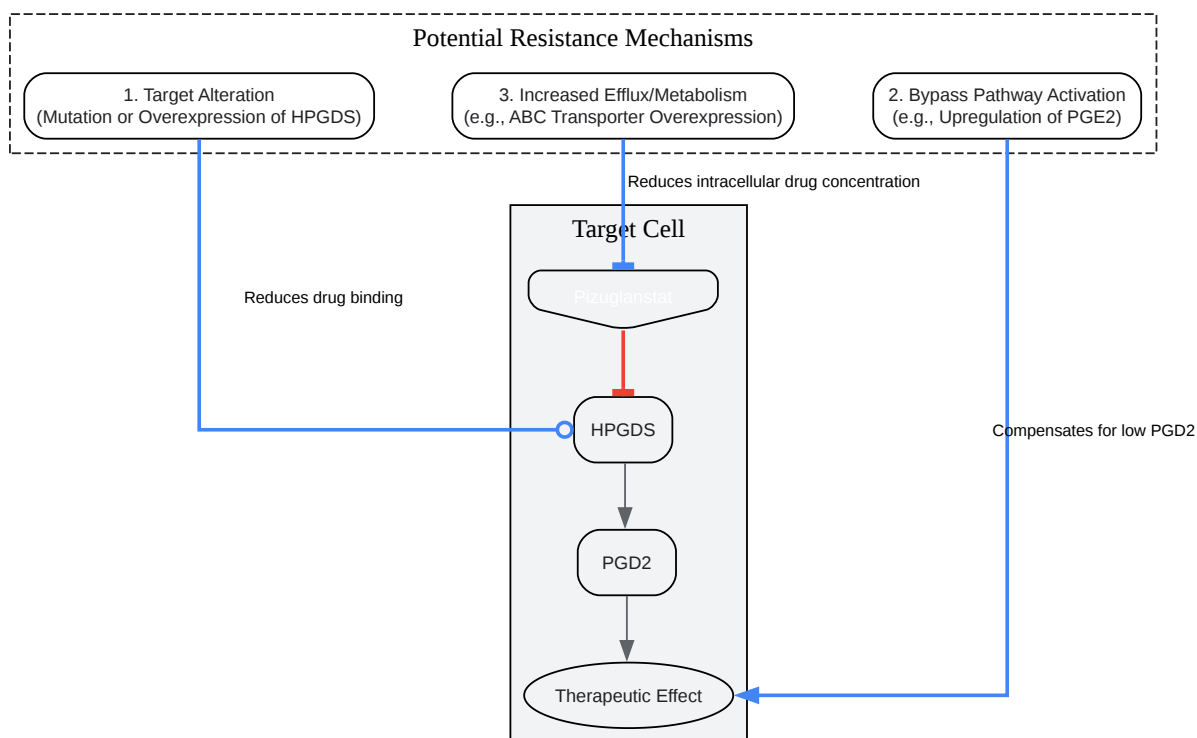 Potential Resistance Mechanisms
1. Target Alteration
(Mutation or Overexpression of HPGDS)
3. Increased Efflux/Metabolism
(e.g., ABC Transporter Overexpression)
2. Bypass Pathway Activation
(e.g., Upregulation of PGE2)
Reduces intracellular drug concentration
Target Cell
Pizuglanstat
Reduces drug binding
HPGDS
Compensates for low PGD2
PGD2
Therapeutic Effect